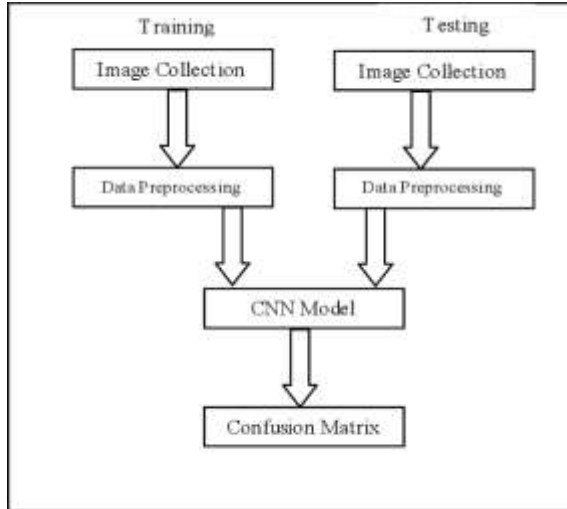 Training
Testing
Image Collection
Image Collection
Data Preprocessing
Data Preprocessing
CNN Model
Confusion Matrix